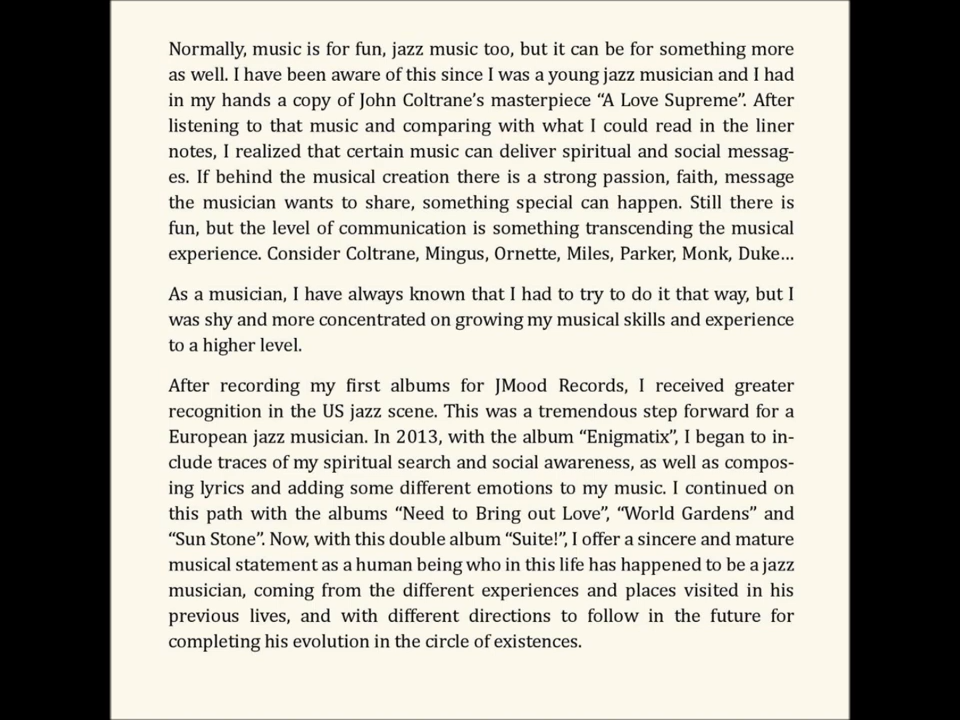 Normally, music is for fun, jazz music too, but it can be for something more
as well. I have been aware of this since I was a young jazz musician and I had
in my hands a copy of John Coltrane’s masterpiece “A Love Supreme”. After
listening to that music and comparing with what I could read in the liner
notes, I realized that certain music can deliver spiritual and social messag-
es. If behind the musical creation there is a strong passion, faith, message
the musician wants to share, something special can happen. Still there is
fun, but the level of communication is something transcending the musical
experience. Consider Coltrane, Mingus, Ornette, Miles, Parker, Monk, Duke…
As a musician, I have always known that I had to try to do it that way, but I
was shy and more concentrated on growing my musical skills and experience
to a higher level.
After recording my first albums for JMood Records, I received greater
recognition in the US jazz scene. This was a tremendous step forward for a
European jazz musician. In 2013, with the album “Enigmatix”, I began to in-
clude traces of my spiritual search and social awareness, as well as compos-
ing lyrics and adding some different emotions to my music. I continued on
this path with the albums “Need to Bring out Love”, “World Gardens” and
“Sun Stone”. Now, with this double album “Suite!”, I offer a sincere and mature
musical statement as a human being who in this life has happened to be a jazz
musician, coming from the different experiences and places visited in his
previous lives, and with different directions to follow in the future for
completing his evolution in the circle of existences.